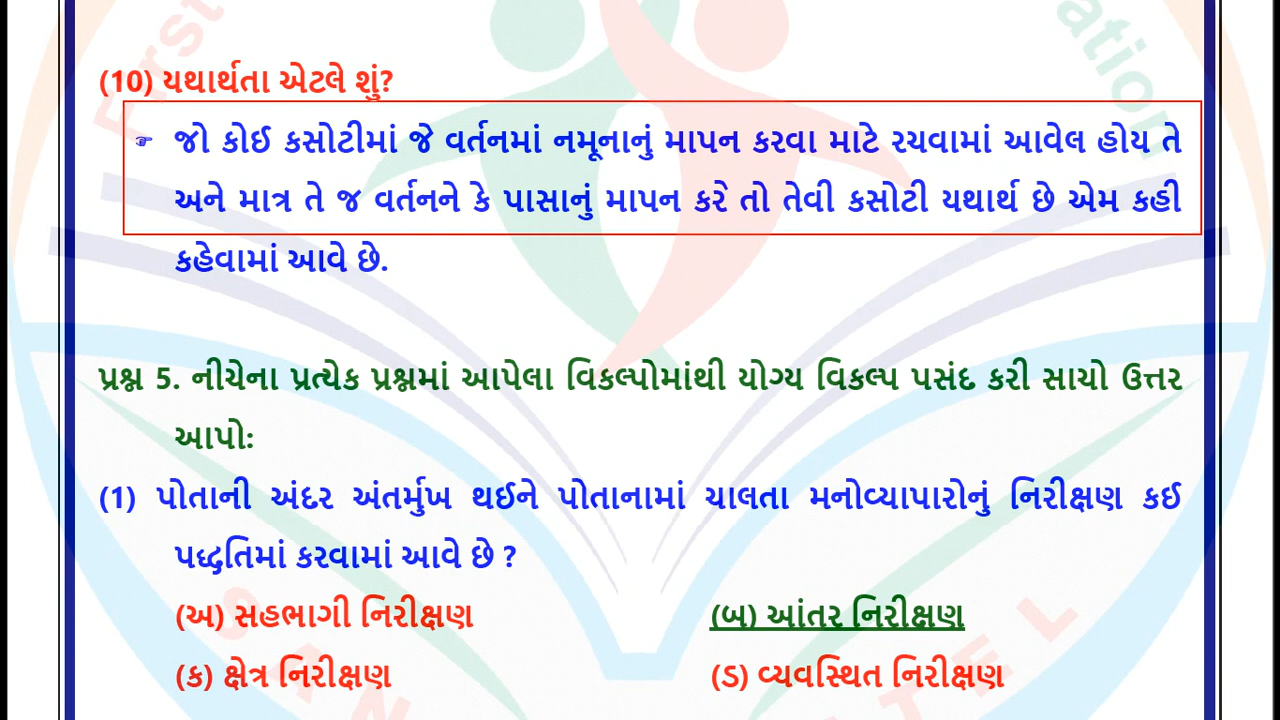 (10) યથાર્થતા એટલે શું?
☞ જો કોઈ કસોટીમાં જે વર્તનમાં નમૂનાનું માપન કરવા માટે રચવામાં આવેલ હોય તે
અને માત્ર તે જ વર્તનને કે પાસાનું માપન કરે તો તેવી કસોટી યથાર્થ છે એમ કહી
કહેવામાં આવે છે.
પ્રશ્ન 5. નીચેના પ્રત્યેક પ્રશ્નમાં આપેલા વિકલ્પોમાંથી યોગ્ય વિકલ્પ પસંદ કરી સાચો ઉત્તર
આપો:
(1) પોતાની અંદર અંતર્મુખ થઈને પોતાનામાં ચાલતા મનોવ્યાપારોનું નિરીક્ષણ કઈ
પદ્ધતિમાં કરવામાં આવે છે ?
(અ) સહભાગી નિરીક્ષણ (બ) આંતર નિરીક્ષણ
(ક) ક્ષેત્ર નિરીક્ષણ (ડ) વ્યવસ્થિત નિરીક્ષણ